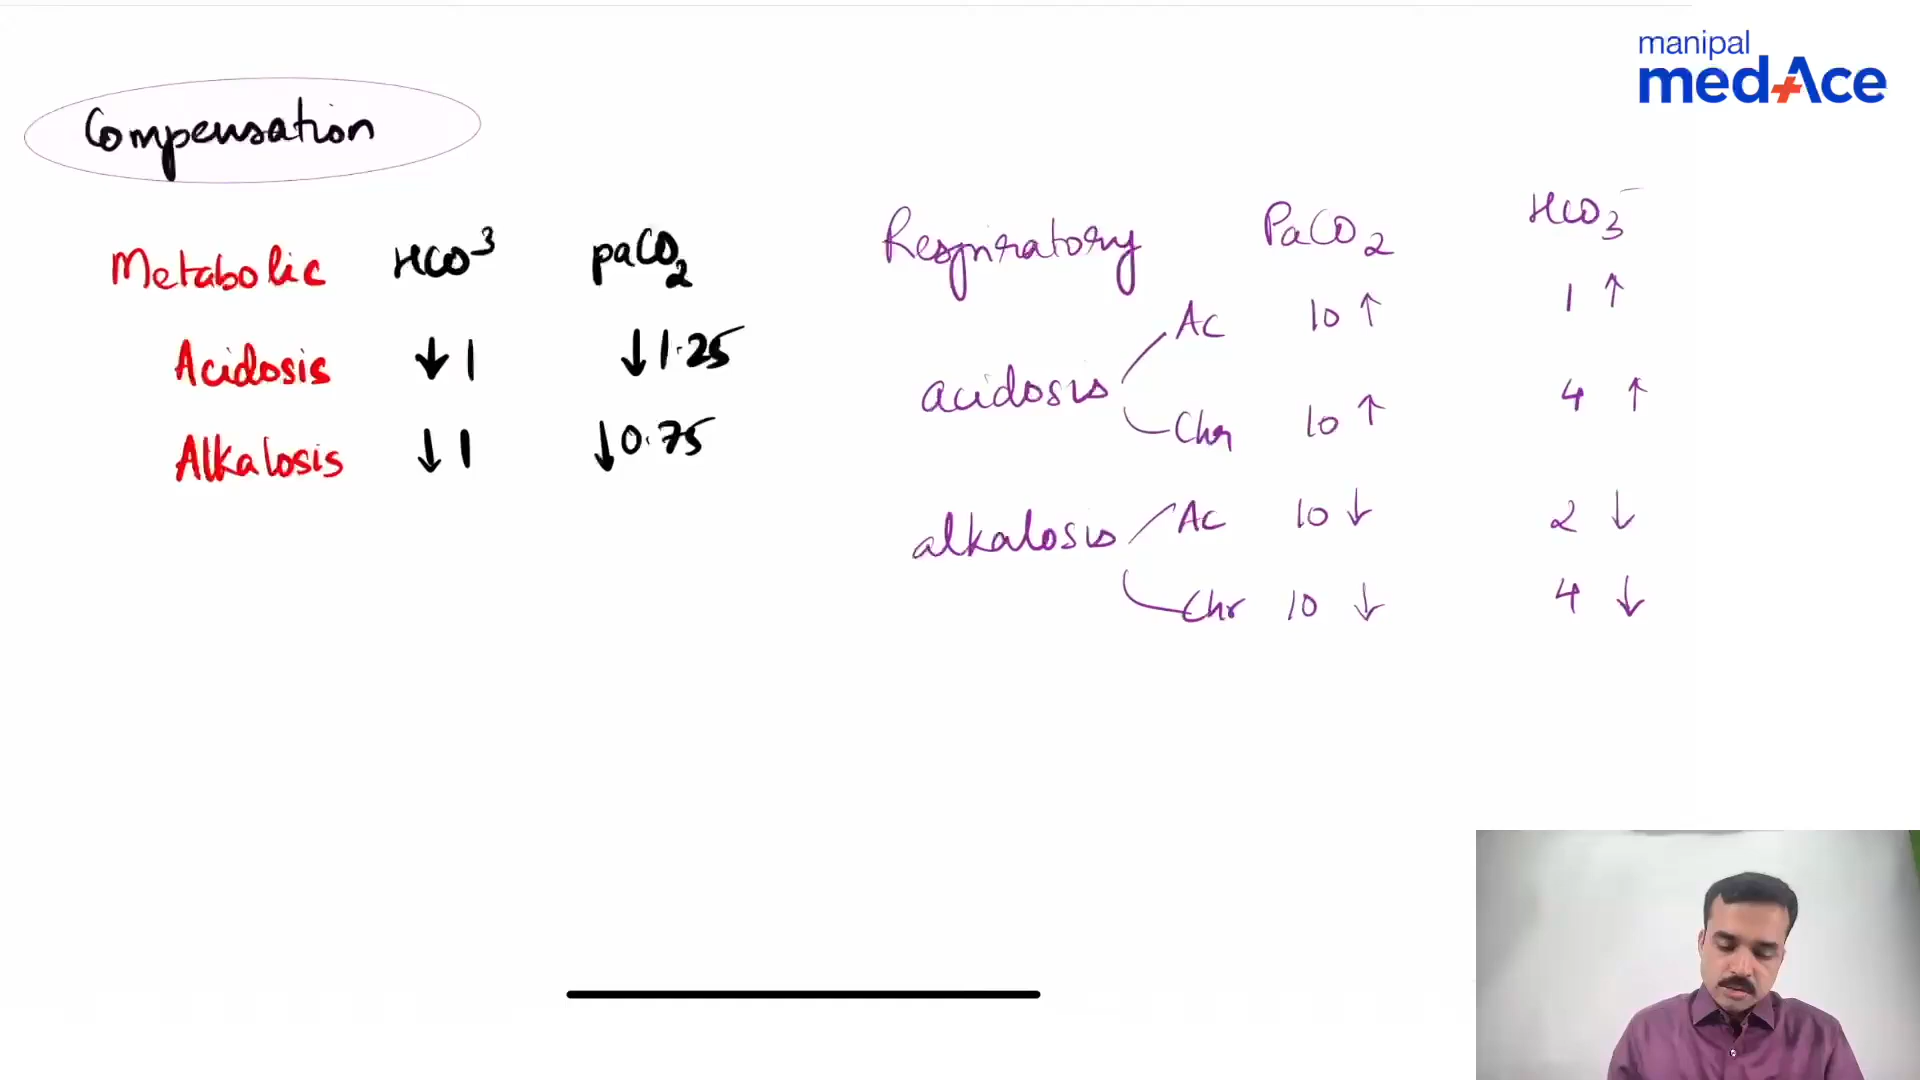 manipal
medAce
Compensation
Metabolic HCO3 paCO2
Acidosis ↓1 ↓1.25
Alkalosis ↓1 ↓0.75
Respiratory PaCO2 HCO3-
acidosis
Ac 10 ↑ 1 ↑
Chr 10 ↑ 4 ↑
alkalosis
Ac 10 ↓ 2 ↓
Chr 10 ↓ 4 ↓